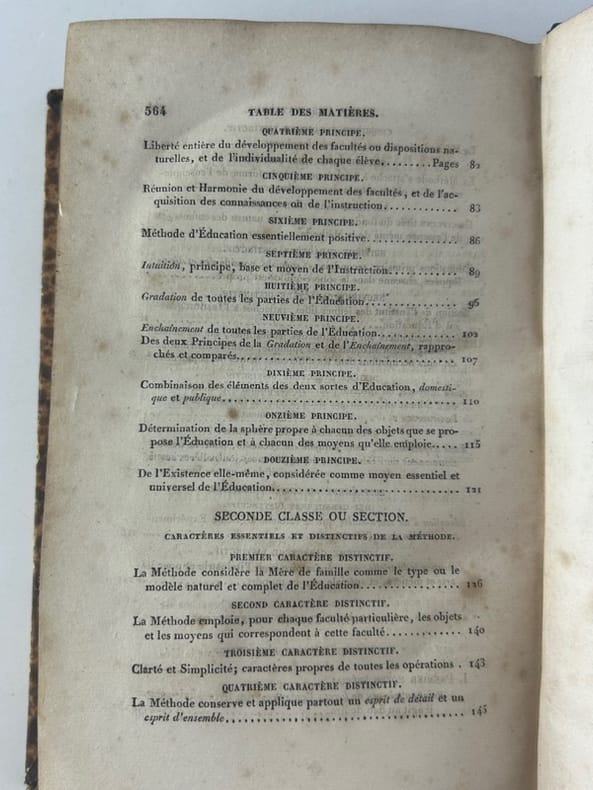 564 TABLE DES MATIÈRES.
QUATRIÈME PRINCIPE.
Liberté entière du développement des facultés ou dispositions na-
turelles, et de l'individualité de chaque élève........Pages 82
CINQUIÈME PRINCIPE.
Réunion et Harmonie du développement des facultés, et de l'ac-
quisition des connaissances ou de l'instruction............ 83
SIXIÈME PRINCIPE.
Méthode d'Éducation essentiellement positive.............. 86
SEPTIÈME PRINCIPE.
Intuition, principe, base et moyen de l'Instruction........... 89
HUITIÈME PRINCIPE.
Gradation de toutes les parties de l'Éducation.............. 96
NEUVIÈME PRINCIPE.
Enchaînement de toutes les parties de l'Éducation............ 102
Des deux Principes de la Gradation et de l'Enchaînement, rappro-
chés et comparés.................................. 107
DIXIÈME PRINCIPE.
Combinaison des éléments des deux sortes d'Education, domesti-
que et publique.................................... 110
ONZIÈME PRINCIPE.
Détermination de la sphère propre à chacun des objets que se pro-
pose l'Éducation et à chacun des moyens qu'elle emploie..... 115
DOUZIÈME PRINCIPE.
De l'Existence elle-même, considérée comme moyen essentiel et
universel de l'Éducation............................. 121
SECONDE CLASSE OU SECTION.
CARACTÈRES ESSENTIELS ET DISTINCTIFS DE LA MÉTHODE.
PREMIER CARACTÈRE DISTINCTIF.
La Méthode considère la Mère de famille comme le type ou le
modèle naturel et complet de l'Éducation................ 126
SECOND CARACTÈRE DISTINCTIF.
La Méthode emploie, pour chaque faculté particulière, les objets
et les moyens qui correspondent à cette faculté............ 140
TROISIÈME CARACTÈRE DISTINCTIF.
Clarté et Simplicité; caractères propres de toutes les opérations . 143
QUATRIÈME CARACTÈRE DISTINCTIF.
La Méthode conserve et applique partout un esprit de détail et un
esprit d'ensemble.................................... 145